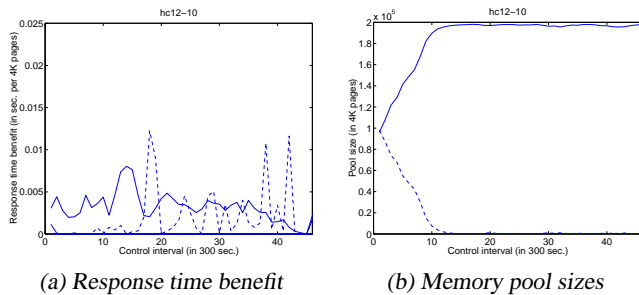 hc12−10
Response time benefit (in sec. per 4K pages)
0.025
0.02
0.015
0.01
0.005
0
0 10 20 30 40
Control interval (in 300 sec.)
(a) Response time benefit
hc12−10
x 10^5
Pool size (in 4K pages)
2
1.8
1.6
1.4
1.2
1
0.8
0.6
0.4
0.2
0
0 10 20 30 40
Control interval (in 300 sec.)
(b) Memory pool sizes